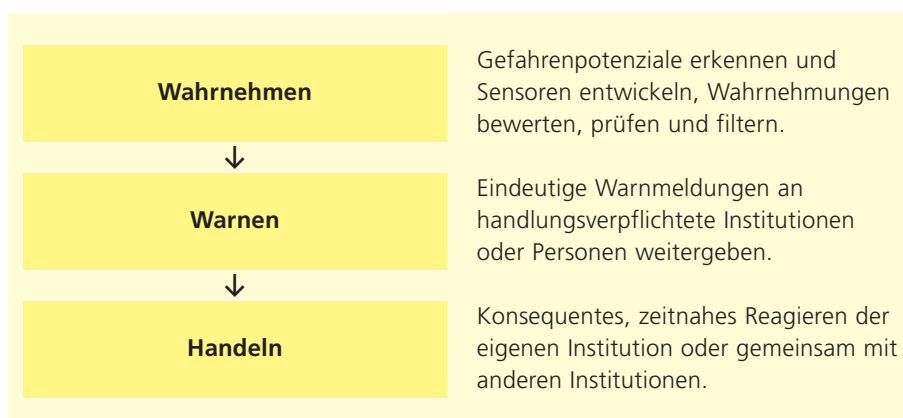 Wahrnehmen
Gefahrenpotenziale erkennen und
Sensoren entwickeln, Wahrnehmungen
bewerten, prüfen und filtern.
↓
Warnen
Eindeutige Warnmeldungen an
handlungsverpflichtete Institutionen
oder Personen weitergeben.
↓
Handeln
Konsequentes, zeitnahes Reagieren der
eigenen Institution oder gemeinsam mit
anderen Institutionen.